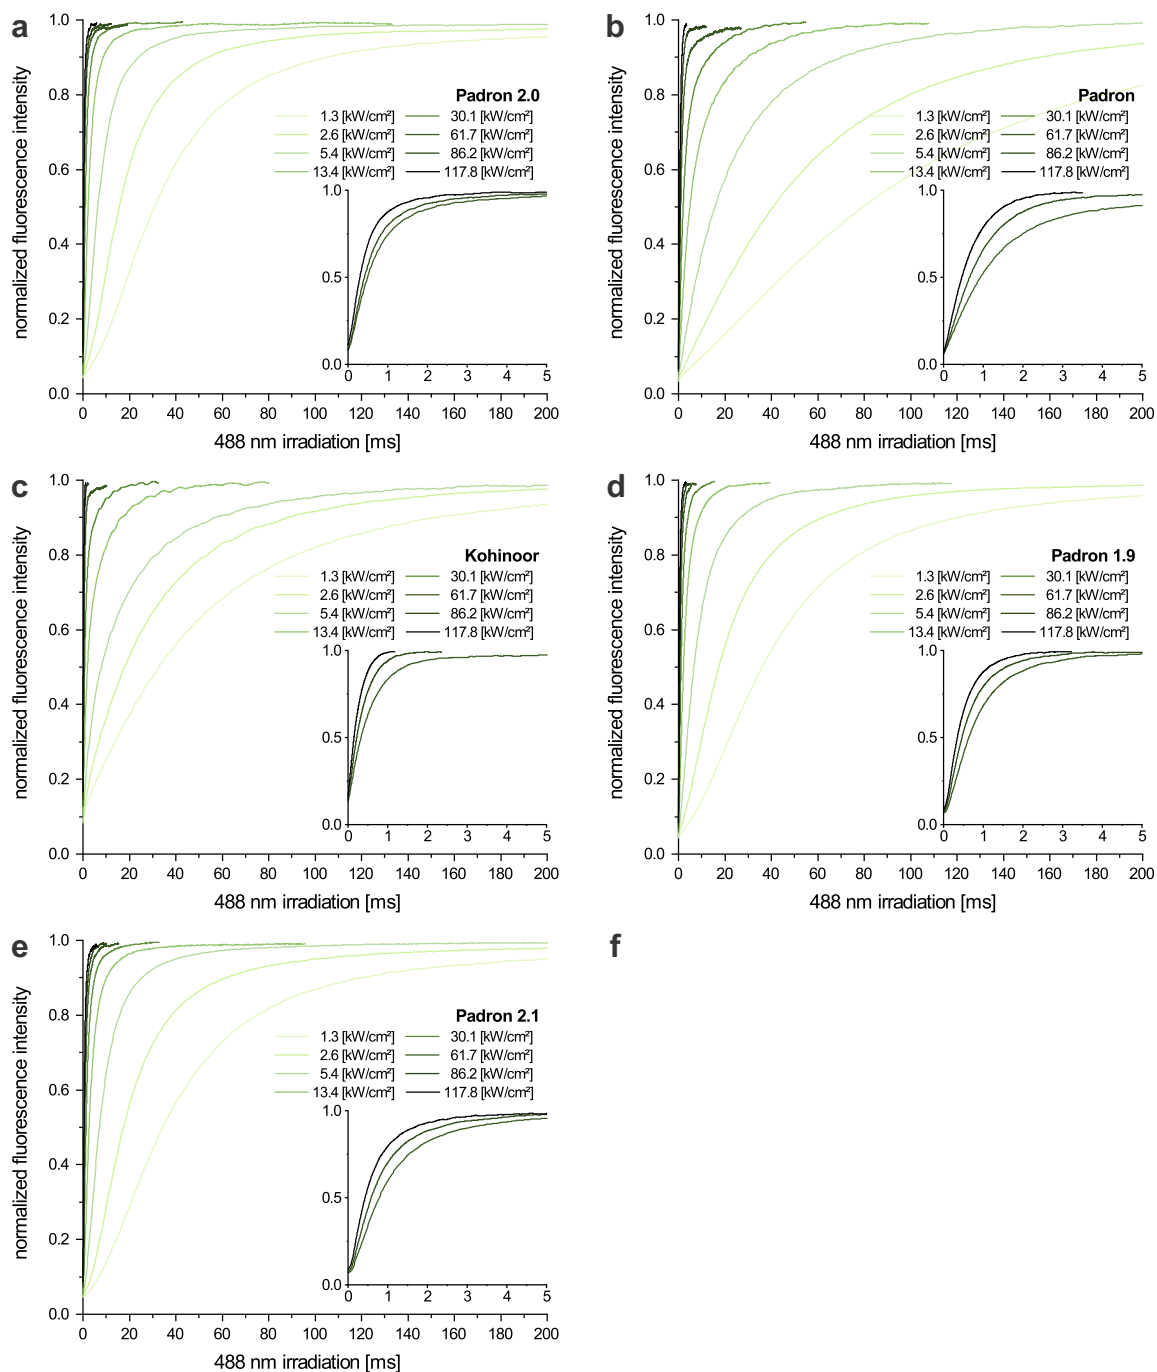 a
normalized fluorescence intensity
1.0
0.8
0.6
0.4
0.2
0.0
Padron 2.0
1.3 [kW/cm²] 30.1 [kW/cm²]
2.6 [kW/cm²] 61.7 [kW/cm²]
5.4 [kW/cm²] 86.2 [kW/cm²]
13.4 [kW/cm²] 117.8 [kW/cm²]
1.0
0.5
0.0
0 1 2 3 4 5
0 20 40 60 80 100 120 140 160 180 200
488 nm irradiation [ms]
b
normalized fluorescence intensity
1.0
0.8
0.6
0.4
0.2
0.0
Padron
1.3 [kW/cm²] 30.1 [kW/cm²]
2.6 [kW/cm²] 61.7 [kW/cm²]
5.4 [kW/cm²] 86.2 [kW/cm²]
13.4 [kW/cm²] 117.8 [kW/cm²]
1.0
0.5
0.0
0 1 2 3 4 5
0 20 40 60 80 100 120 140 160 180 200
488 nm irradiation [ms]
c
normalized fluorescence intensity
1.0
0.8
0.6
0.4
0.2
0.0
Kohinoor
1.3 [kW/cm²] 30.1 [kW/cm²]
2.6 [kW/cm²] 61.7 [kW/cm²]
5.4 [kW/cm²] 86.2 [kW/cm²]
13.4 [kW/cm²] 117.8 [kW/cm²]
1.0
0.5
0.0
0 1 2 3 4 5
0 20 40 60 80 100 120 140 160 180 200
488 nm irradiation [ms]
d
normalized fluorescence intensity
1.0
0.8
0.6
0.4
0.2
0.0
Padron 1.9
1.3 [kW/cm²] 30.1 [kW/cm²]
2.6 [kW/cm²] 61.7 [kW/cm²]
5.4 [kW/cm²] 86.2 [kW/cm²]
13.4 [kW/cm²] 117.8 [kW/cm²]
1.0
0.5
0.0
0 1 2 3 4 5
0 20 40 60 80 100 120 140 160 180 200
488 nm irradiation [ms]
e
normalized fluorescence intensity
1.0
0.8
0.6
0.4
0.2
0.0
Padron 2.1
1.3 [kW/cm²] 30.1 [kW/cm²]
2.6 [kW/cm²] 61.7 [kW/cm²]
5.4 [kW/cm²] 86.2 [kW/cm²]
13.4 [kW/cm²] 117.8 [kW/cm²]
1.0
0.5
0.0
0 1 2 3 4 5
0 20 40 60 80 100 120 140 160 180 200
488 nm irradiation [ms]
f